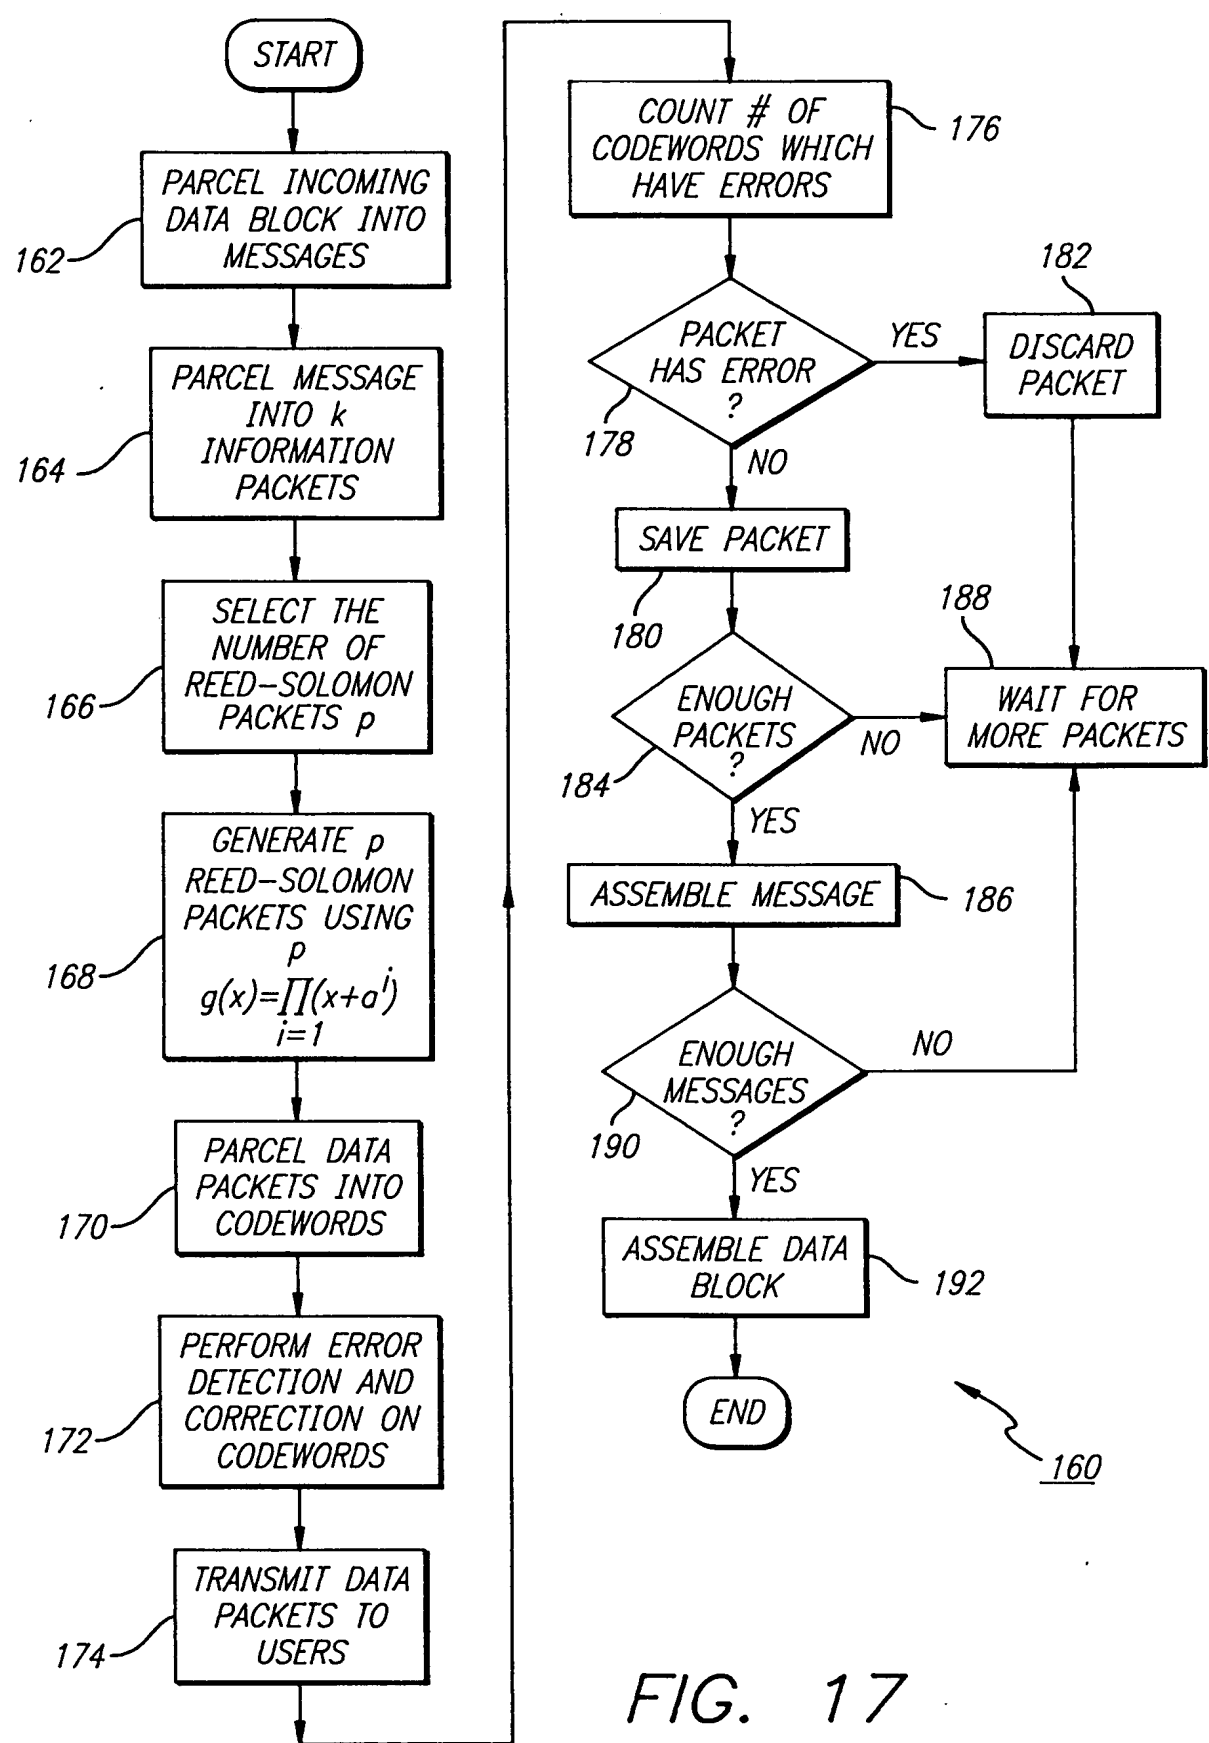 START
PARCEL INCOMING
DATA BLOCK INTO
MESSAGES
162
PARCEL MESSAGE
INTO k
INFORMATION
PACKETS
164
SELECT THE
NUMBER OF
REED-SOLOMON
PACKETS p
166
GENERATE p
REED-SOLOMON
PACKETS USING
p
g(x)=∏(x+a^i)
i=1
168
PARCEL DATA
PACKETS INTO
CODEWORDS
170
PERFORM ERROR
DETECTION AND
CORRECTION ON
CODEWORDS
172
TRANSMIT DATA
PACKETS TO
USERS
174
COUNT # OF
CODEWORDS WHICH
HAVE ERRORS
176
PACKET
HAS ERROR
?
178
YES
182
DISCARD
PACKET
NO
SAVE PACKET
180
188
ENOUGH
PACKETS
?
184
NO
WAIT FOR
MORE PACKETS
YES
ASSEMBLE MESSAGE
186
ENOUGH
MESSAGES
?
190
NO
YES
ASSEMBLE DATA
BLOCK
192
END
160
FIG. 17